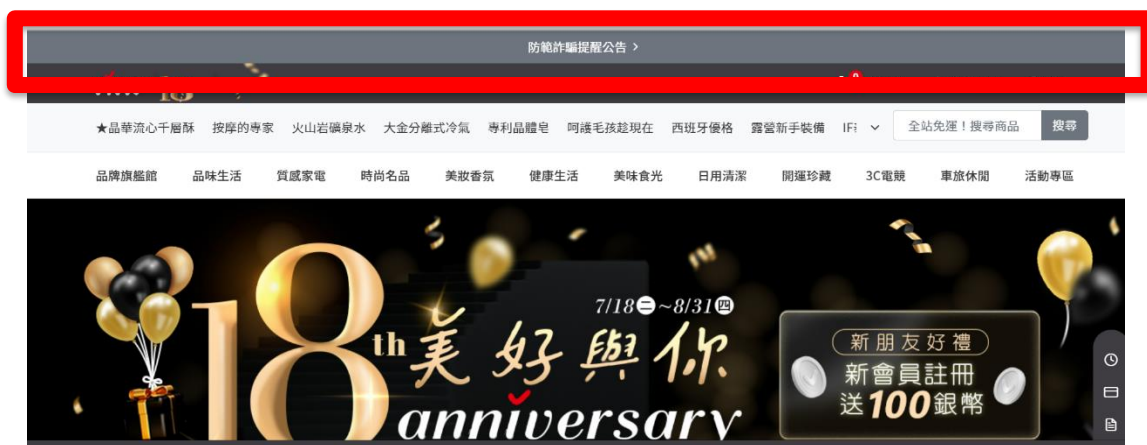 防範詐騙提醒公告 >
★品華流心千層酥 按摩的專家 火山岩礦泉水 大金分離式冷氣 專利晶體皂 呵護毛孩趁現在 西班牙優格 露營新手裝備 全站免運！搜尋商品 搜尋
品牌旗艦館 品味生活 質感家電 時尚名品 美妝香氛 健康生活 美味食光 日用清潔 開運珍藏 3C電競 車旅休閒 活動專區
7/18㊁~8/31㊃
18th 美好與你
anniversary
新朋友好禮
新會員註冊
送100銀幣